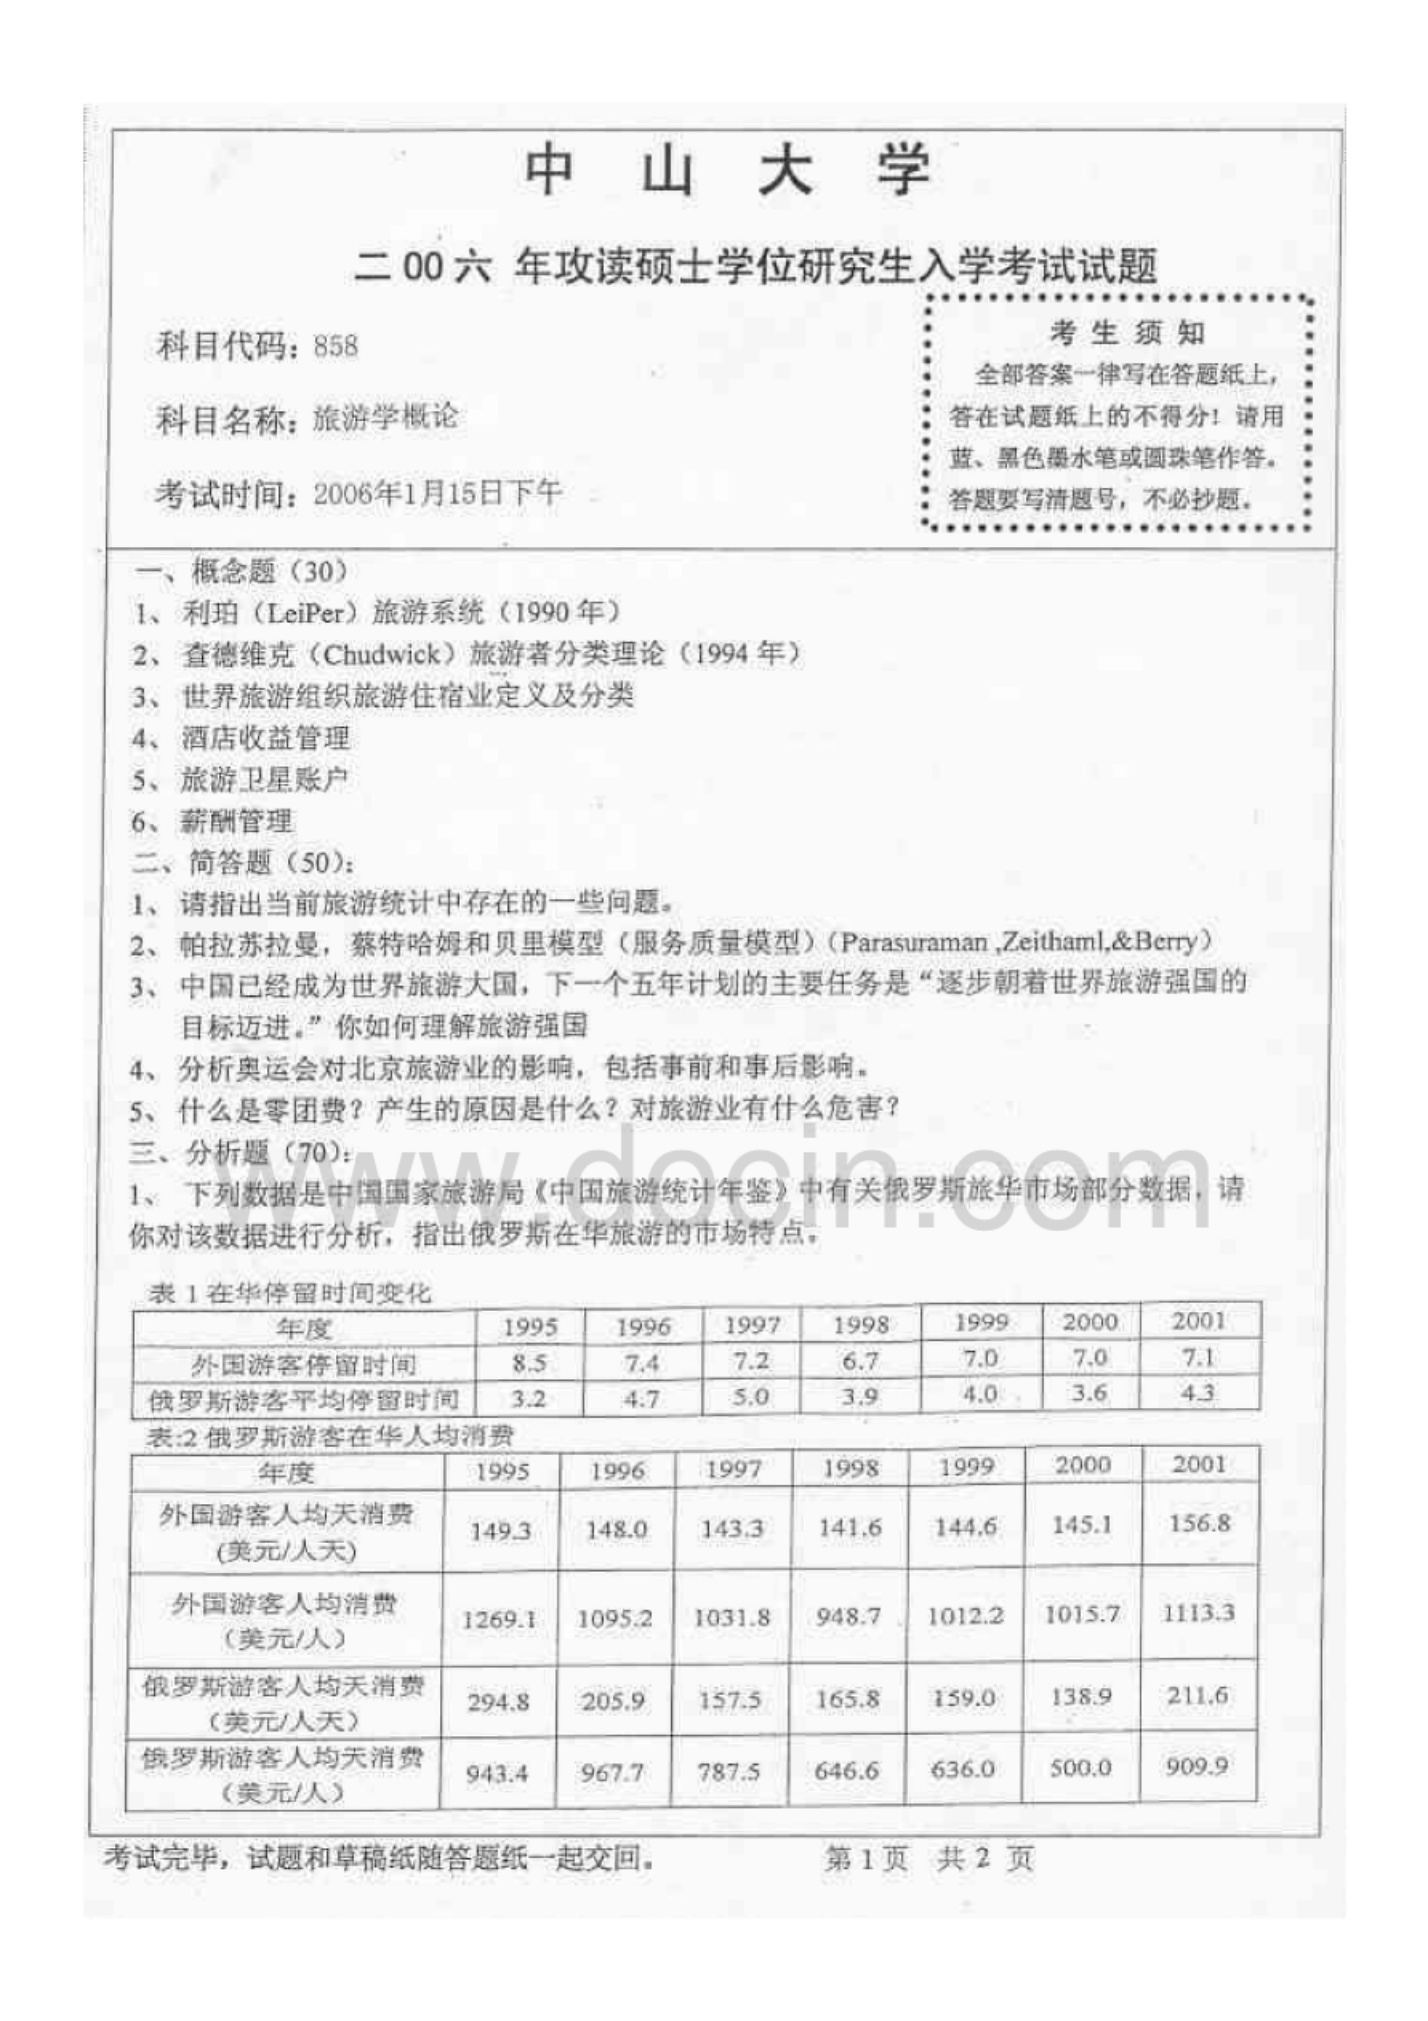 中 山 大 学
二00六 年攻读硕士学位研究生入学考试试题
科目代码：858
科目名称：旅游学概论
考试时间：2006年1月15日下午
考 生 须 知
全部答案一律写在答题纸上，
答在试题纸上的不得分！请用
蓝、黑色墨水笔或圆珠笔作答。
答题要写清题号，不必抄题。
一、概念题（30）
1、利珀（LeiPer）旅游系统（1990 年）
2、查德维克（Chudwick）旅游者分类理论（1994 年）
3、世界旅游组织旅游住宿业定义及分类
4、酒店收益管理
5、旅游卫星账户
6、薪酬管理
二、简答题（50）：
1、请指出当前旅游统计中存在的一些问题。
2、帕拉苏拉曼，蔡特哈姆和贝里模型（服务质量模型）（Parasuraman ,Zeithaml,&Berry）
3、中国已经成为世界旅游大国，下一个五年计划的主要任务是“逐步朝着世界旅游强国的
目标迈进。”你如何理解旅游强国
4、分析奥运会对北京旅游业的影响，包括事前和事后影响。
5、什么是零团费？产生的原因是什么？对旅游业有什么危害？
三、分析题（70）：
1、 下列数据是中国国家旅游局《中国旅游统计年鉴》中有关俄罗斯旅华市场部分数据，请
你对该数据进行分析，指出俄罗斯在华旅游的市场特点。
www.docin.com
表 1 在华停留时间变化
年度 1995 1996 1997 1998 1999 2000 2001
外国游客停留时间 8.5 7.4 7.2 6.7 7.0 7.0 7.1
俄罗斯游客平均停留时间 3.2 4.7 5.0 3.9 4.0 3.6 4.3
表:2 俄罗斯游客在华人均消费
年度 1995 1996 1997 1998 1999 2000 2001
外国游客人均天消费
(美元/人天) 149.3 148.0 143.3 141.6 144.6 145.1 156.8
外国游客人均消费
（美元/人） 1269.1 1095.2 1031.8 948.7 1012.2 1015.7 1113.3
俄罗斯游客人均天消费
（美元/人天） 294.8 205.9 157.5 165.8 159.0 138.9 211.6
俄罗斯游客人均天消费
（美元/人） 943.4 967.7 787.5 646.6 636.0 500.0 909.9
考试完毕，试题和草稿纸随答题纸一起交回。 第 1 页 共 2 页